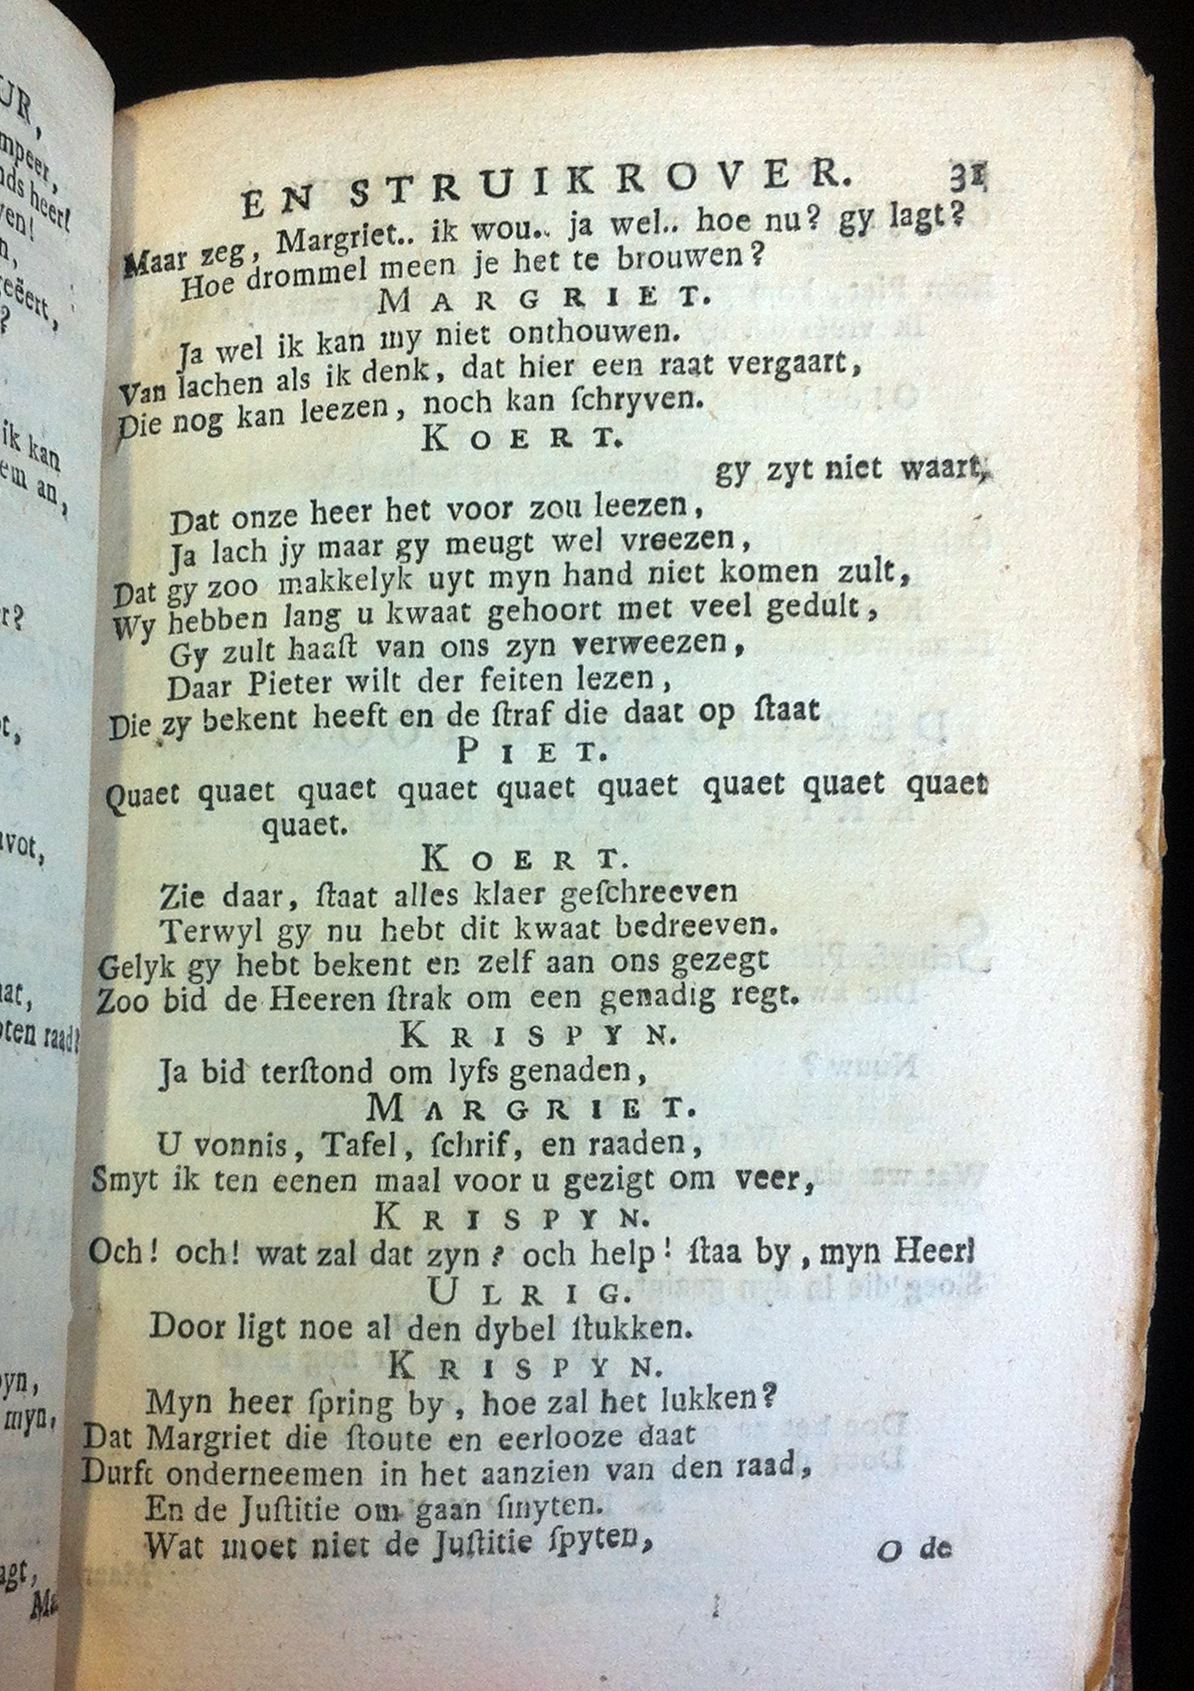 EN STRUIKROVER. 31
Maar zeg, Margriet.. ik wou.. ja wel.. hoe nu? gy lagt?
Hoe drommel meen je het te brouwen?
MARGRIET.
Ja wel ik kan my niet onthouwen.
Van lachen als ik denk, dat hier een raat vergaart,
Die nog kan leezen, noch kan ſchryven.
KOERT.
gy zyt niet waart,
Dat onze heer het voor zou leezen,
Ja lach jy maar gy meugt wel vreezen,
Dat gy zoo makkelyk uyt myn hand niet komen zult,
Wy hebben lang u kwaat gehoort met veel gedult,
Gy zult haaſt van ons zyn verweezen,
Daar Pieter wilt der feiten lezen,
Die zy bekent heeft en de ſtraf die daat op ſtaat
PIET.
Quaet quaet quaet quaet quaet quaet quaet quaet quaet
quaet.
KOERT.
Zie daar, ſtaat alles klaer geſchreeven
Terwyl gy nu hebt dit kwaat bedreeven.
Gelyk gy hebt bekent en zelf aan ons gezegt
Zoo bid de Heeren ſtrak om een genadig regt.
KRISPYN.
Ja bid terſtond om lyfs genaden,
MARGRIET.
U vonnis, Tafel, ſchrif, en raaden,
Smyt ik ten eenen maal voor u gezigt om veer,
KRISPYN.
Och! och! wat zal dat zyn? och help! ſtaa by, myn Heer!
ULRIG.
Door ligt noe al den dybel ſtukken.
KRISPYN.
Myn heer ſpring by, hoe zal het lukken?
Dat Margriet die ſtoute en eerlooze daat
Durft onderneemen in het aanzien van den raad,
En de Juſtitie om gaan ſmyten.
Wat moet niet de Juſtitie ſpyten,
O de